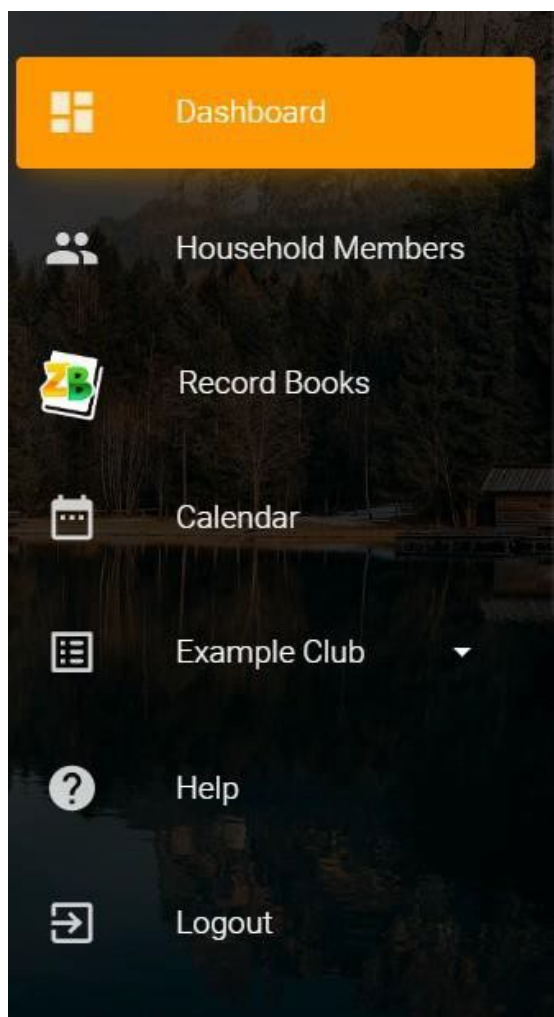 Dashboard
Household Members
ZB
Record Books
Calendar
Example Club
Help
Logout